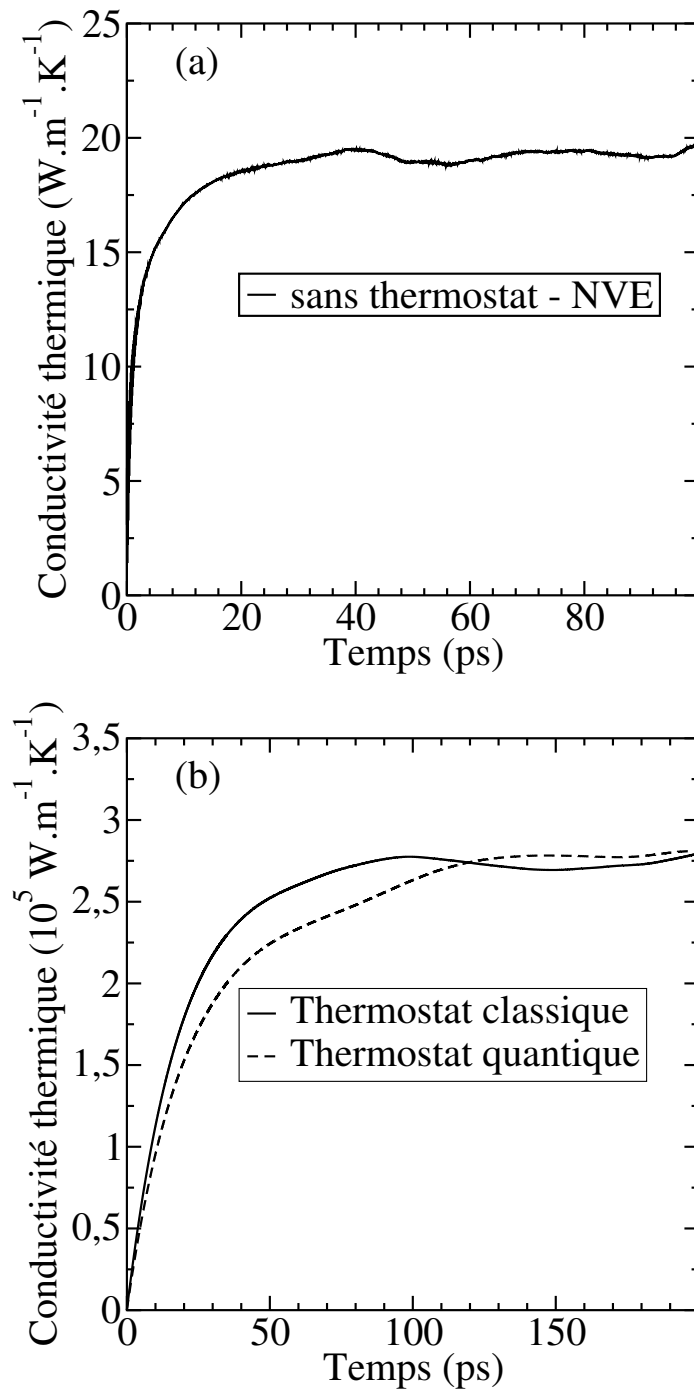 (a)
25
20
15
10
5
0
Conductivité thermique (W.m-1.K-1)
— sans thermostat - NVE
0 20 40 60 80
Temps (ps)
(b)
3,5
3
2,5
2
1,5
1
0,5
0
Conductivité thermique (10^5 W.m-1.K-1)
Thermostat classique
Thermostat quantique
0 50 100 150
Temps (ps)